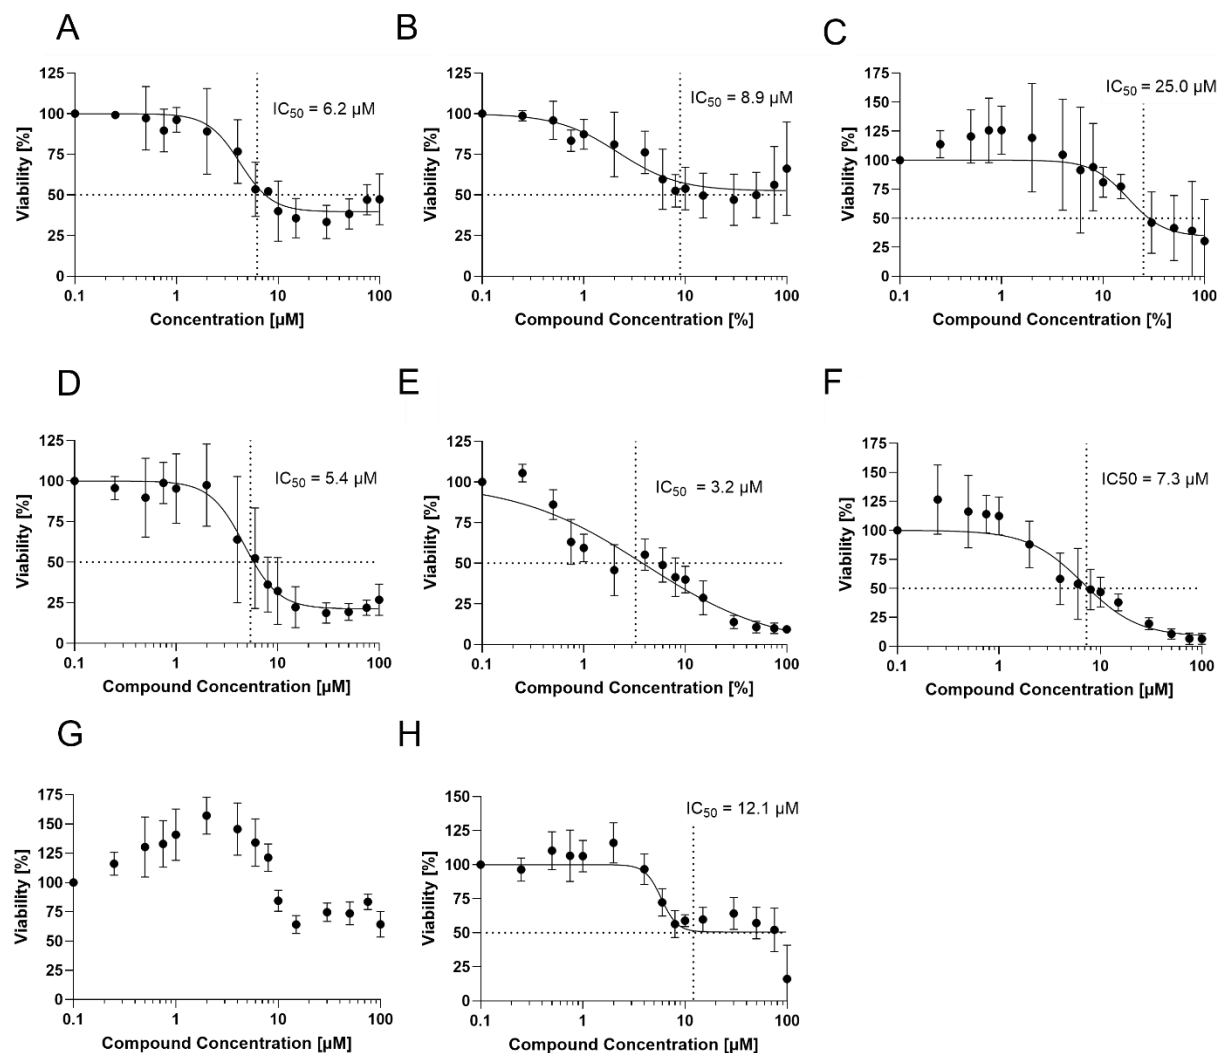 A
B
C
125
100
75
50
25
0
Viability [%]
IC50 = 6.2 µM
0.1
1
10
100
Concentration [µM]
125
100
75
50
25
0
Viability [%]
IC50 = 8.9 µM
0.1
1
10
100
Compound Concentration [%]
175
150
125
100
75
50
25
0
Viability [%]
IC50 = 25.0 µM
0.1
1
10
100
Compound Concentration [%]
D
E
F
125
100
75
50
25
0
Viability [%]
IC50 = 5.4 µM
0.1
1
10
100
Compound Concentration [µM]
125
100
75
50
25
0
Viability [%]
IC50 = 3.2 µM
0.1
1
10
100
Compound Concentration [%]
175
150
125
100
75
50
25
0
Viability [%]
IC50 = 7.3 µM
0.1
1
10
100
Compound Concentration [µM]
G
H
175
150
125
100
75
50
25
0
Viability [%]
0.1
1
10
100
Compound Concentration [µM]
150
125
100
75
50
25
0
Viability [%]
IC50 = 12.1 µM
0.1
1
10
100
Compound Concentration [µM]